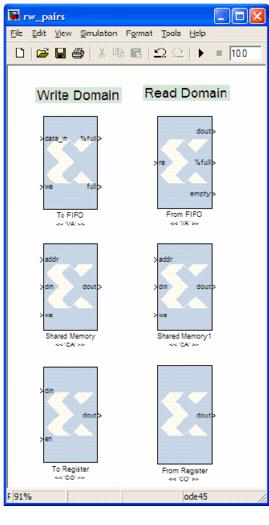 rw_pairs
File Edit View Simulation Format Tools Help
10.0
Write Domain Read Domain
data_in %full dout
re %full
we full empty
To FIFO From FIFO
<< 'VA' >> << 'VA' >>
addr addr
din dout din dout
we we
Shared Memory Shared Memory1
<< 'CA' >> << 'CA' >>
din
dout dout
en
To Register From Register
<< 'CO' >> << 'CO' >>
91% ode45